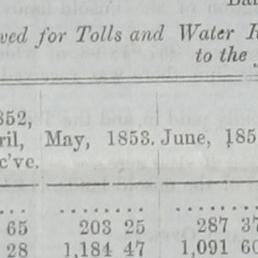 ved for Tolls and Water R
to the
852,
ril, May, 1853. June, 185
c've.
65 203 25 287 37
28 1,184 47 1,091 60